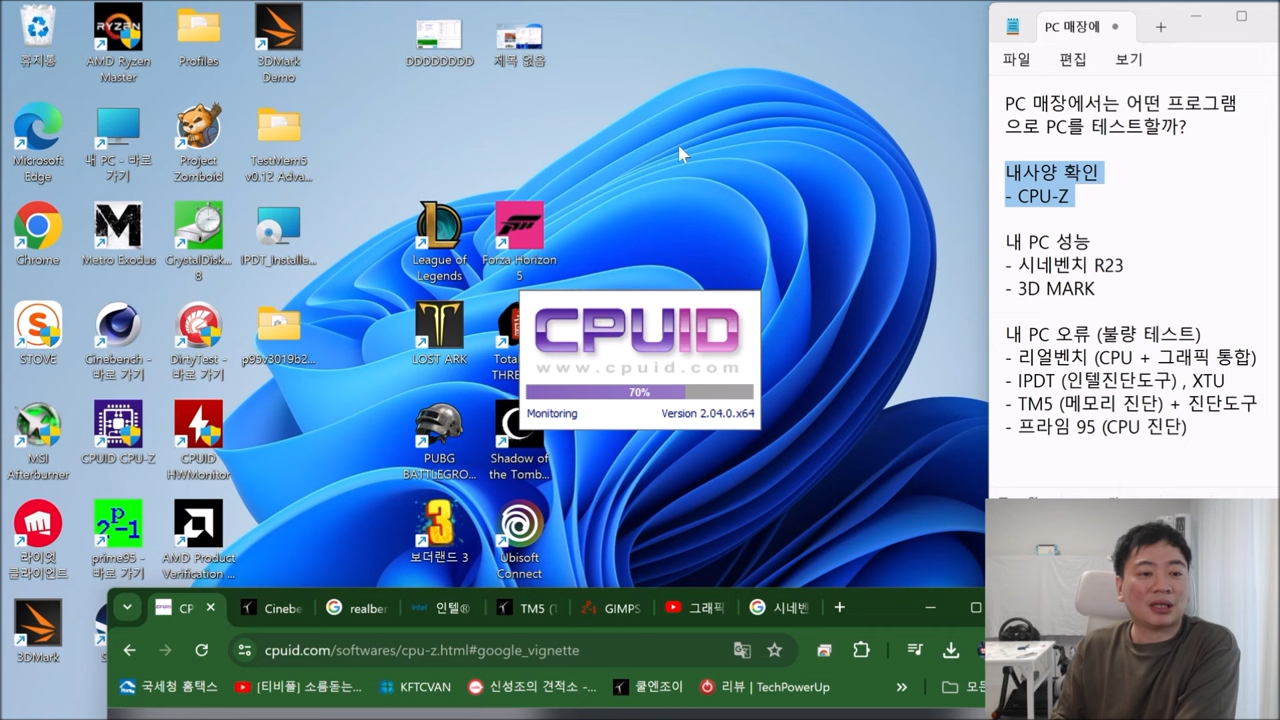 휴지통
AMD Ryzen
Master
Profiles
3DMark
Demo
DDDDDDDD
제목 없음
Microsoft
Edge
내 PC - 바로
가기
Project
Zomboid
TestMem5
v0.12 Adva...
Chrome
Metro Exodus
CrystalDisk...
8
IPDT_Installe...
League of
Legends
Forza Horizon
5
STOVE
Cinebench -
바로 가기
DirtyTest -
바로 가기
p95v3019b2...
LOST ARK
Total
THRE
MSI
Afterburner
CPUID CPU-Z
CPUID
HWMonitor
PUBG
BATTLEGRO...
Shadow of
the Tomb...
라이엇
클라이언트
prime95 -
바로 가기
AMD Product
Verification ...
보더랜드 3
Ubisoft
Connect
3DMark
RYZEN
CPUID
www.cpuid.com
70%
Monitoring
Version 2.04.0.x64
PC 매장에
파일 편집 보기
PC 매장에서는 어떤 프로그램
으로 PC를 테스트할까?
내사양 확인
- CPU-Z
내 PC 성능
- 시네벤치 R23
- 3D MARK
내 PC 오류 (불량 테스트)
- 리얼벤치 (CPU + 그래픽 통합)
- IPDT (인텔진단도구) , XTU
- TM5 (메모리 진단) + 진단도구
- 프라임 95 (CPU 진단)
CP Cinebe realber 인텔® TM5 (T GIMPS 그래픽 시네벤
cpuid.com/softwares/cpu-z.html#google_vignette
국세청 홈택스 [티비플] 소름돋는... KFTCVAN 신성조의 견적소 -... 쿨엔조이 리뷰 | TechPowerUp » 모든